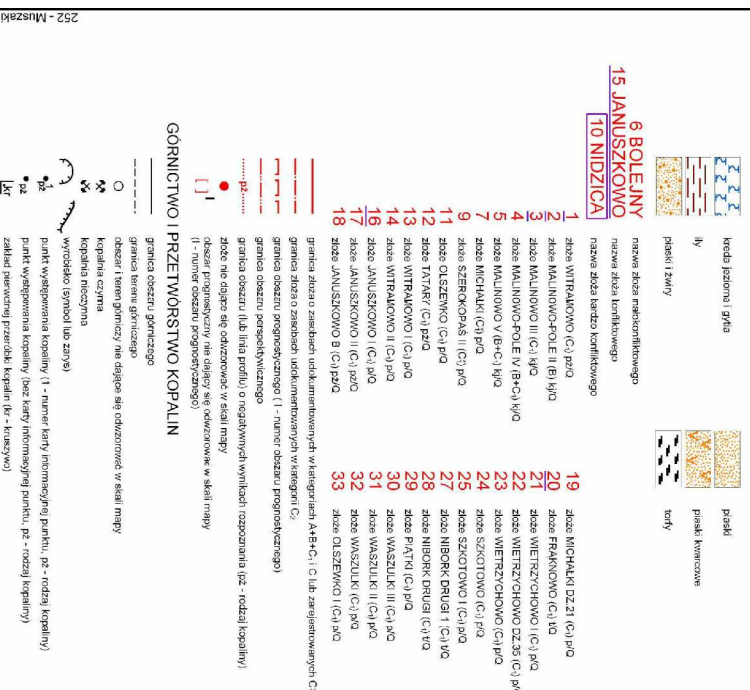 252 - Muszaki
kreda jeziorna i gytia
iły
piaski i żwiry
piaski
piaski kwarcowe
torfy
6 BOLEJNY nazwa złoża małokonfliktowego
15 JANUSZKOWO nazwa złoża konfliktowego
10 NIDZICA nazwa złoża bardzo konfliktowego
1 złoże WITRAMOWO (C₁) pż/Q
2 złoże MALINOWO-POLE II (B) kj/Q
3 złoże MALINOWO III (C₁) kj/Q
4 złoże MALINOWO-POLE IV (B+C₁) kj/Q
5 złoże MALINOWO V (B+C₁) kj/Q
7 złoże MICHAŁKI (C₁) p/Q
9 złoże SZEROKOPAŚ II (C₁) p/Q
11 złoże OLSZEWKO (C₁) p/Q
12 złoże TATARY (C₁) pż/Q
13 złoże WITRAMOWO I (C₁) p/Q
14 złoże WITRAMOWO II (C₁) p/Q
16 złoże JANUSZKOWO I (C₁) p/Q
17 złoże JANUSZKOWO II (C₁) pż/Q
18 złoże JANUSZKOWO B (C₁) pż/Q
19 złoże MICHAŁKI DZ.21 (C₁) p/Q
20 złoże FRAKNOWO (C₁) t/Q
21 złoże WIETRZYCHOWO I (C₁) p/Q
22 złoże WIETRZYCHOWO DZ.35 (C₁) p/
23 złoże WIETRZYCHOWO (C₁) p/Q
24 złoże SZKOTOWO (C₁) p/Q
25 złoże SZKOTOWO I (C₁) p/Q
27 złoże NIBORK DRUGI 1 (C₁) t/Q
28 złoże NIBORK DRUGI (C₁) t/Q
29 złoże PIĄTKI (C₁) p/Q
30 złoże WASZULKI III (C₁) p/Q
31 złoże WASZULKI II (C₁) p/Q
32 złoże WASZULKI (C₁) p/Q
33 złoże OLSZEWKO I (C₁) p/Q
granica złoża o zasobach udokumentowanych w kategoriach A+B+C₁ i C lub zarejestrowanych C
granica złoża o zasobach udokumentowanych w kategorii C₂
granica obszaru prognostycznego (I - numer obszaru prognostycznego)
granica obszaru perspektywicznego
pż granica obszaru (lub linia profilu) o negatywnych wynikach rozpoznania (pż - rodzaj kopaliny)
złoże nie dające się odwzorować w skali mapy
[ ] I obszar prognostyczny nie dający się odwzorować w skali mapy
(I - numer obszaru prognostycznego)
GÓRNICTWO I PRZETWÓRSTWO KOPALIN
granica obszaru górniczego
granica terenu górniczego
obszar i teren górniczy nie dające się odwzorować w skali mapy
kopalnia czynna
kopalnia nieczynna
wyrobisko (symbol lub zarys)
1 pż punkt występowania kopaliny (1 - numer karty informacyjnej punktu, pż - rodzaj kopaliny)
pż punkt występowania kopaliny (bez karty informacyjnej punktu, pż - rodzaj kopaliny)
kr zakład pierwotnej przeróbki kopalin (kr - kruszywo)